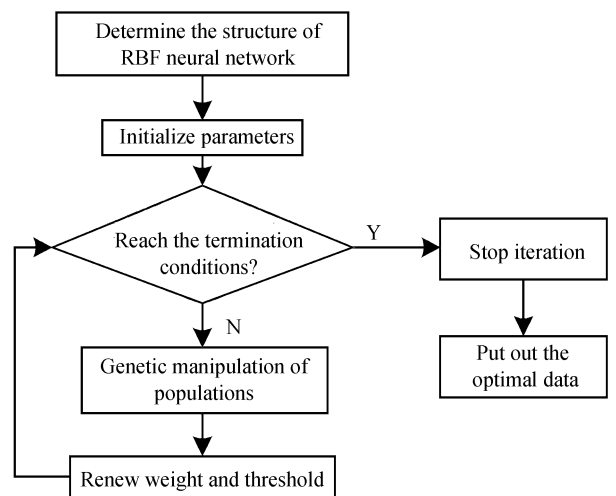 Determine the structure of
RBF neural network
Initialize parameters
Reach the termination
conditions?
Y
Stop iteration
N
Genetic manipulation of
populations
Put out the
optimal data
Renew weight and threshold